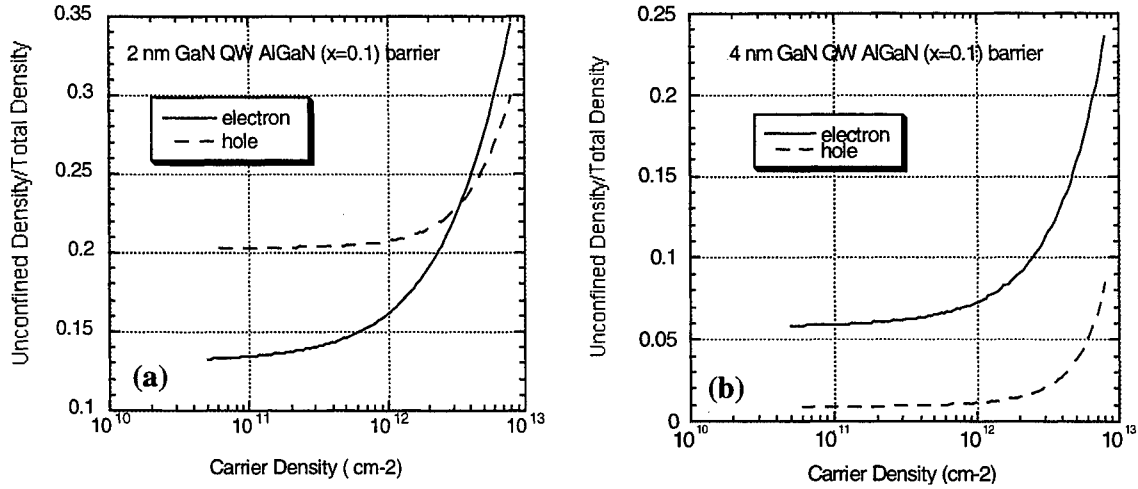 0.35
2 nm GaN QW AlGaN (x=0.1) barrier
0.3
electron
hole
0.25
0.2
0.15
(a)
0.1
10^10
10^11
10^12
10^13
Unconfined Density/Total Density
Carrier Density ( cm-2)
0.25
4 nm GaN QW AlGaN (x=0.1) barrier
0.2
electron
hole
0.15
0.1
0.05
(b)
0
10^10
10^11
10^12
10^13
Unconfined Density/Total Density
Carrier Density (cm-2)